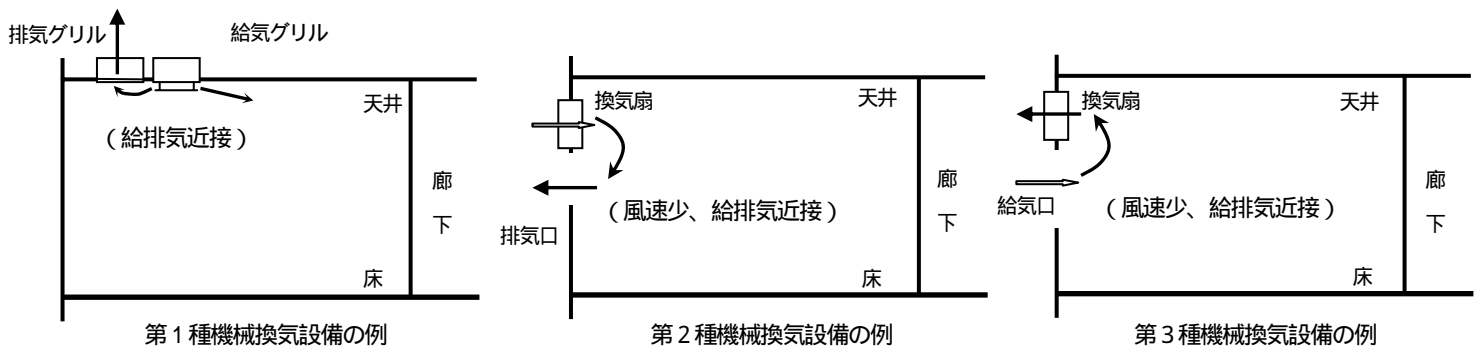 排気グリル
給気グリル
天井
(給排気近接)
廊
下
床
第1種機械換気設備の例
換気扇
天井
(風速少、給排気近接)
排気口
廊
下
床
第2種機械換気設備の例
換気扇
天井
給気口
(風速少、給排気近接)
廊
下
床
第3種機械換気設備の例